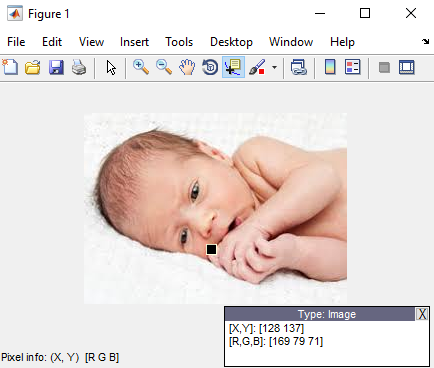 Figure 1
File Edit View Insert Tools Desktop Window Help
Type: Image X
[X,Y]: [128 137]
[R,G,B]: [169 79 71]
Pixel info: (X, Y) [R G B]